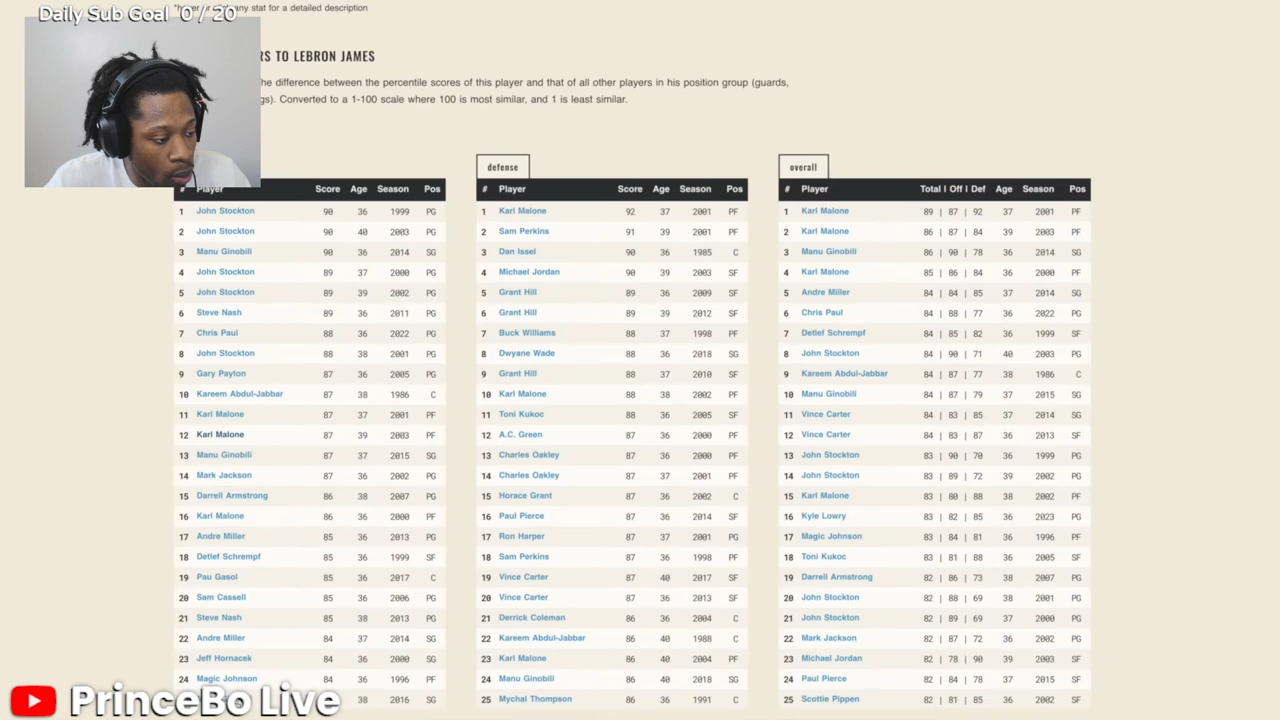 Daily Sub Goal 0 / 20
any stat for a detailed description
RS TO LEBRON JAMES
he difference between the percentile scores of this player and that of all other players in his position group (guards,
gs). Converted to a 1-100 scale where 100 is most similar, and 1 is least similar.
# Player Score Age Season Pos
1 John Stockton 90 36 1999 PG
2 John Stockton 90 40 2003 PG
3 Manu Ginobili 90 36 2014 SG
4 John Stockton 89 37 2000 PG
5 John Stockton 89 39 2002 PG
6 Steve Nash 89 36 2011 PG
7 Chris Paul 88 36 2022 PG
8 John Stockton 88 38 2001 PG
9 Gary Payton 87 36 2005 PG
10 Kareem Abdul-Jabbar 87 38 1986 C
11 Karl Malone 87 37 2001 PF
12 Karl Malone 87 39 2003 PF
13 Manu Ginobili 87 37 2015 SG
14 Mark Jackson 87 36 2002 PG
15 Darrell Armstrong 86 38 2007 PG
16 Karl Malone 86 36 2000 PF
17 Andre Miller 85 36 2013 PG
18 Detlef Schrempf 85 36 1999 SF
19 Pau Gasol 85 36 2017 C
20 Sam Cassell 85 36 2006 PG
21 Steve Nash 85 38 2013 PG
22 Andre Miller 84 37 2014 SG
23 Jeff Hornacek 84 36 2000 SG
24 Magic Johnson 84 36 1996 PF
38 2016 SG
defense
# Player Score Age Season Pos
1 Karl Malone 92 37 2001 PF
2 Sam Perkins 91 39 2001 PF
3 Dan Issel 90 36 1985 C
4 Michael Jordan 90 39 2003 SF
5 Grant Hill 89 36 2009 SF
6 Grant Hill 89 39 2012 SF
7 Buck Williams 88 37 1998 PF
8 Dwyane Wade 88 36 2018 SG
9 Grant Hill 88 37 2010 SF
10 Karl Malone 88 38 2002 PF
11 Toni Kukoc 88 36 2005 SF
12 A.C. Green 87 36 2000 PF
13 Charles Oakley 87 36 2000 PF
14 Charles Oakley 87 37 2001 PF
15 Horace Grant 87 36 2002 C
16 Paul Pierce 87 36 2014 SF
17 Ron Harper 87 37 2001 PG
18 Sam Perkins 87 36 1998 PF
19 Vince Carter 87 40 2017 SF
20 Vince Carter 87 36 2013 SF
21 Derrick Coleman 86 36 2004 C
22 Kareem Abdul-Jabbar 86 40 1988 C
23 Karl Malone 86 40 2004 PF
24 Manu Ginobili 86 40 2018 SG
25 Mychal Thompson 86 36 1991 C
overall
# Player Total | Off | Def Age Season Pos
1 Karl Malone 89 | 87 | 92 37 2001 PF
2 Karl Malone 86 | 87 | 84 39 2003 PF
3 Manu Ginobili 86 | 90 | 78 36 2014 SG
4 Karl Malone 85 | 86 | 84 36 2000 PF
5 Andre Miller 84 | 84 | 85 37 2014 SG
6 Chris Paul 84 | 88 | 77 36 2022 PG
7 Detlef Schrempf 84 | 85 | 82 36 1999 SF
8 John Stockton 84 | 90 | 71 40 2003 PG
9 Kareem Abdul-Jabbar 84 | 87 | 77 38 1986 C
10 Manu Ginobili 84 | 87 | 79 37 2015 SG
11 Vince Carter 84 | 83 | 85 37 2014 SG
12 Vince Carter 84 | 83 | 87 36 2013 SF
13 John Stockton 83 | 90 | 70 36 1999 PG
14 John Stockton 83 | 89 | 72 39 2002 PG
15 Karl Malone 83 | 80 | 88 38 2002 PF
16 Kyle Lowry 83 | 82 | 85 36 2023 PG
17 Magic Johnson 83 | 84 | 81 36 1996 PF
18 Toni Kukoc 83 | 81 | 88 36 2005 SF
19 Darrell Armstrong 82 | 86 | 73 38 2007 PG
20 John Stockton 82 | 88 | 69 38 2001 PG
21 John Stockton 82 | 89 | 69 37 2000 PG
22 Mark Jackson 82 | 87 | 72 36 2002 PG
23 Michael Jordan 82 | 78 | 90 39 2003 SF
24 Paul Pierce 82 | 84 | 78 37 2015 SF
25 Scottie Pippen 82 | 82 | 81 36 2002 SF
PrinceBo Live